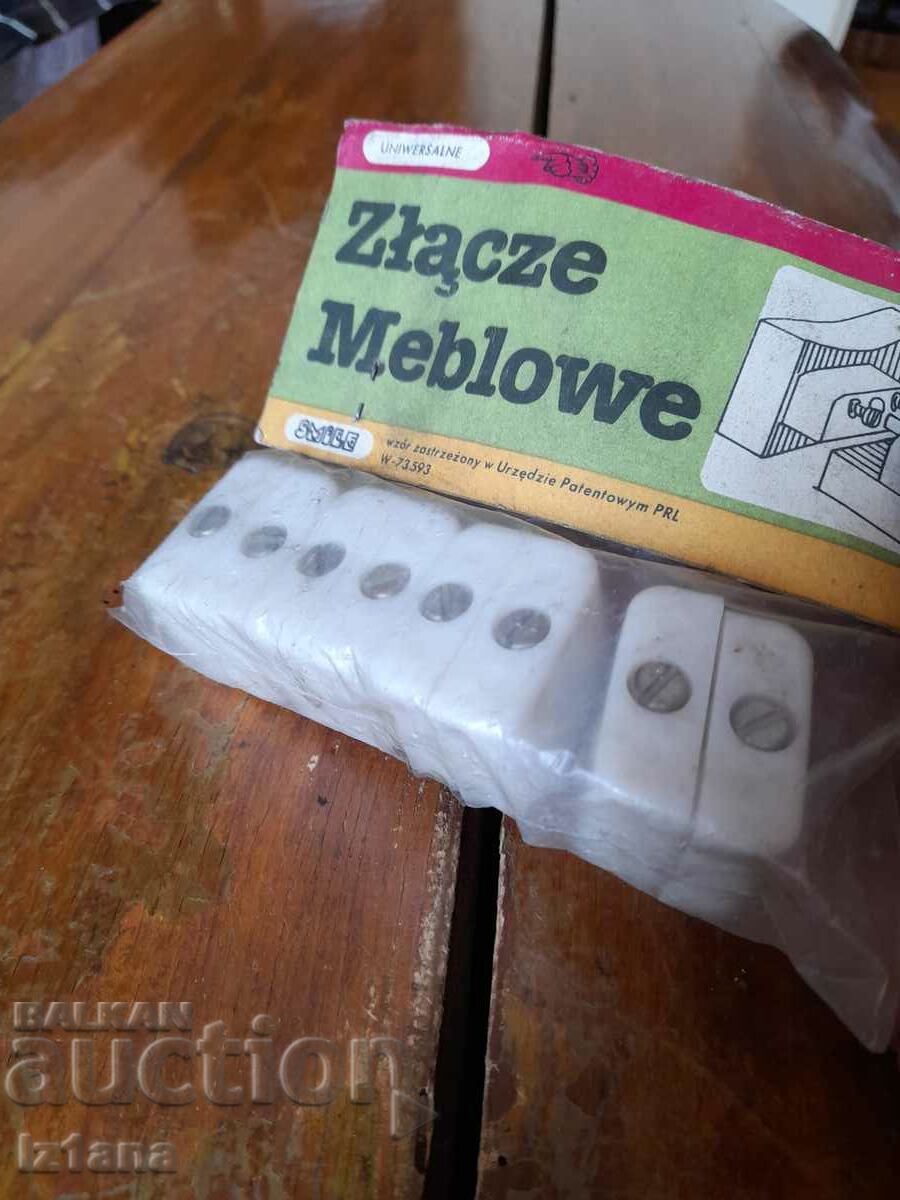 UNIWERSALNE
Złącze
Meblowe
SMILE
wzór zastrzeżony w Urzędzie Patentowym PRL
W-73593
BALKAN
auction
Iz1ana